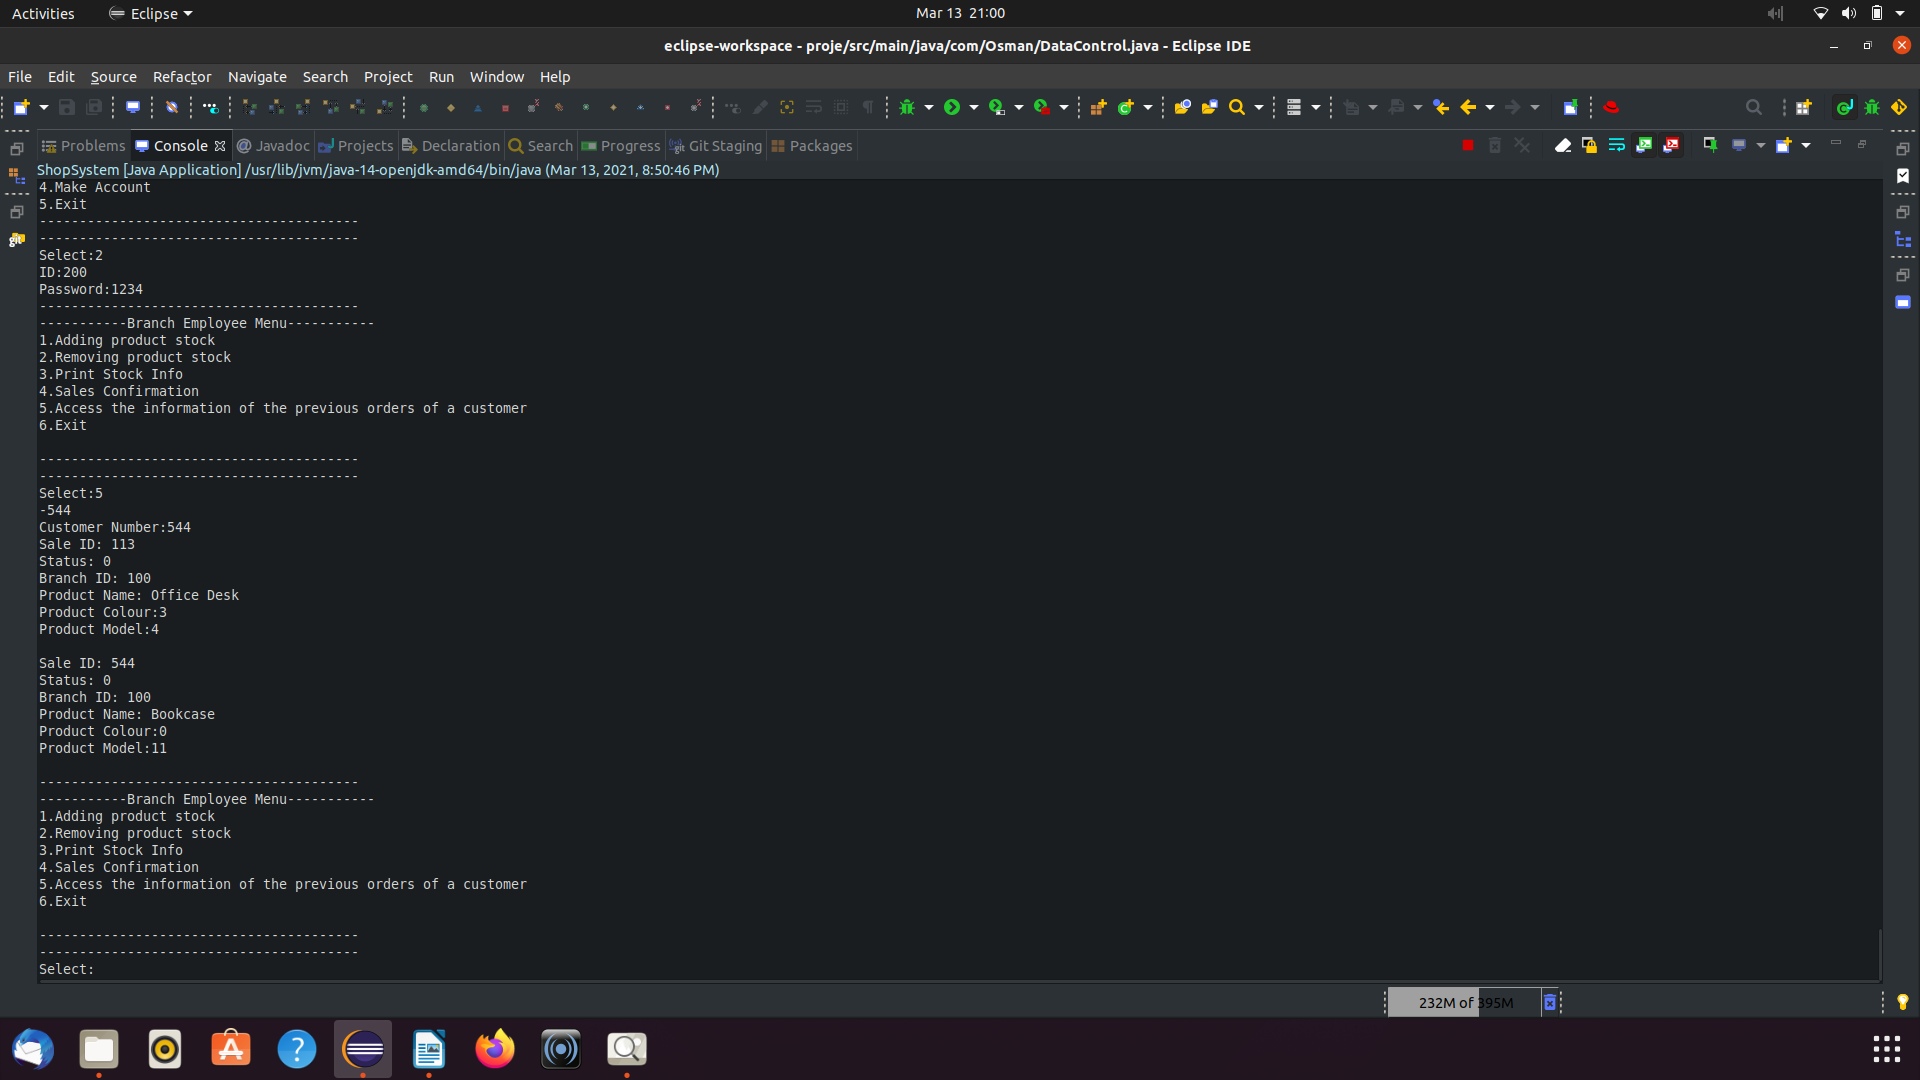 Activities Eclipse Mar 13 21:00
eclipse-workspace - proje/src/main/java/com/Osman/DataControl.java - Eclipse IDE
File Edit Source Refactor Navigate Search Project Run Window Help
Problems Console Javadoc Projects Declaration Search Progress Git Staging Packages
ShopSystem [Java Application] /usr/lib/jvm/java-14-openjdk-amd64/bin/java (Mar 13, 2021, 8:50:46 PM)
4.Make Account
5.Exit
----------------------------------------
----------------------------------------
Select:2
ID:200
Password:1234
----------------------------------------
-----------Branch Employee Menu-----------
1.Adding product stock
2.Removing product stock
3.Print Stock Info
4.Sales Confirmation
5.Access the information of the previous orders of a customer
6.Exit
----------------------------------------
----------------------------------------
Select:5
-544
Customer Number:544
Sale ID: 113
Status: 0
Branch ID: 100
Product Name: Office Desk
Product Colour:3
Product Model:4
Sale ID: 544
Status: 0
Branch ID: 100
Product Name: Bookcase
Product Colour:0
Product Model:11
----------------------------------------
-----------Branch Employee Menu-----------
1.Adding product stock
2.Removing product stock
3.Print Stock Info
4.Sales Confirmation
5.Access the information of the previous orders of a customer
6.Exit
----------------------------------------
----------------------------------------
Select:
232M of 395M